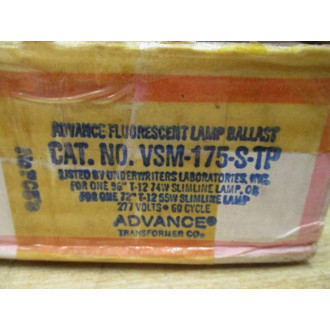 ADVANCE FLUORESCENT LAMP BALLAST
CAT. NO. VSM-175-S-TP
LISTED BY UNDERWRITERS LABORATORIES, INC.
FOR ONE 96" T-12 74W SLIMLINE LAMP, OR
FOR ONE 72" T-12 55W SLIMLINE LAMP
277 VOLTS 60 CYCLE
ADVANCE®
TRANSFORMER CO.